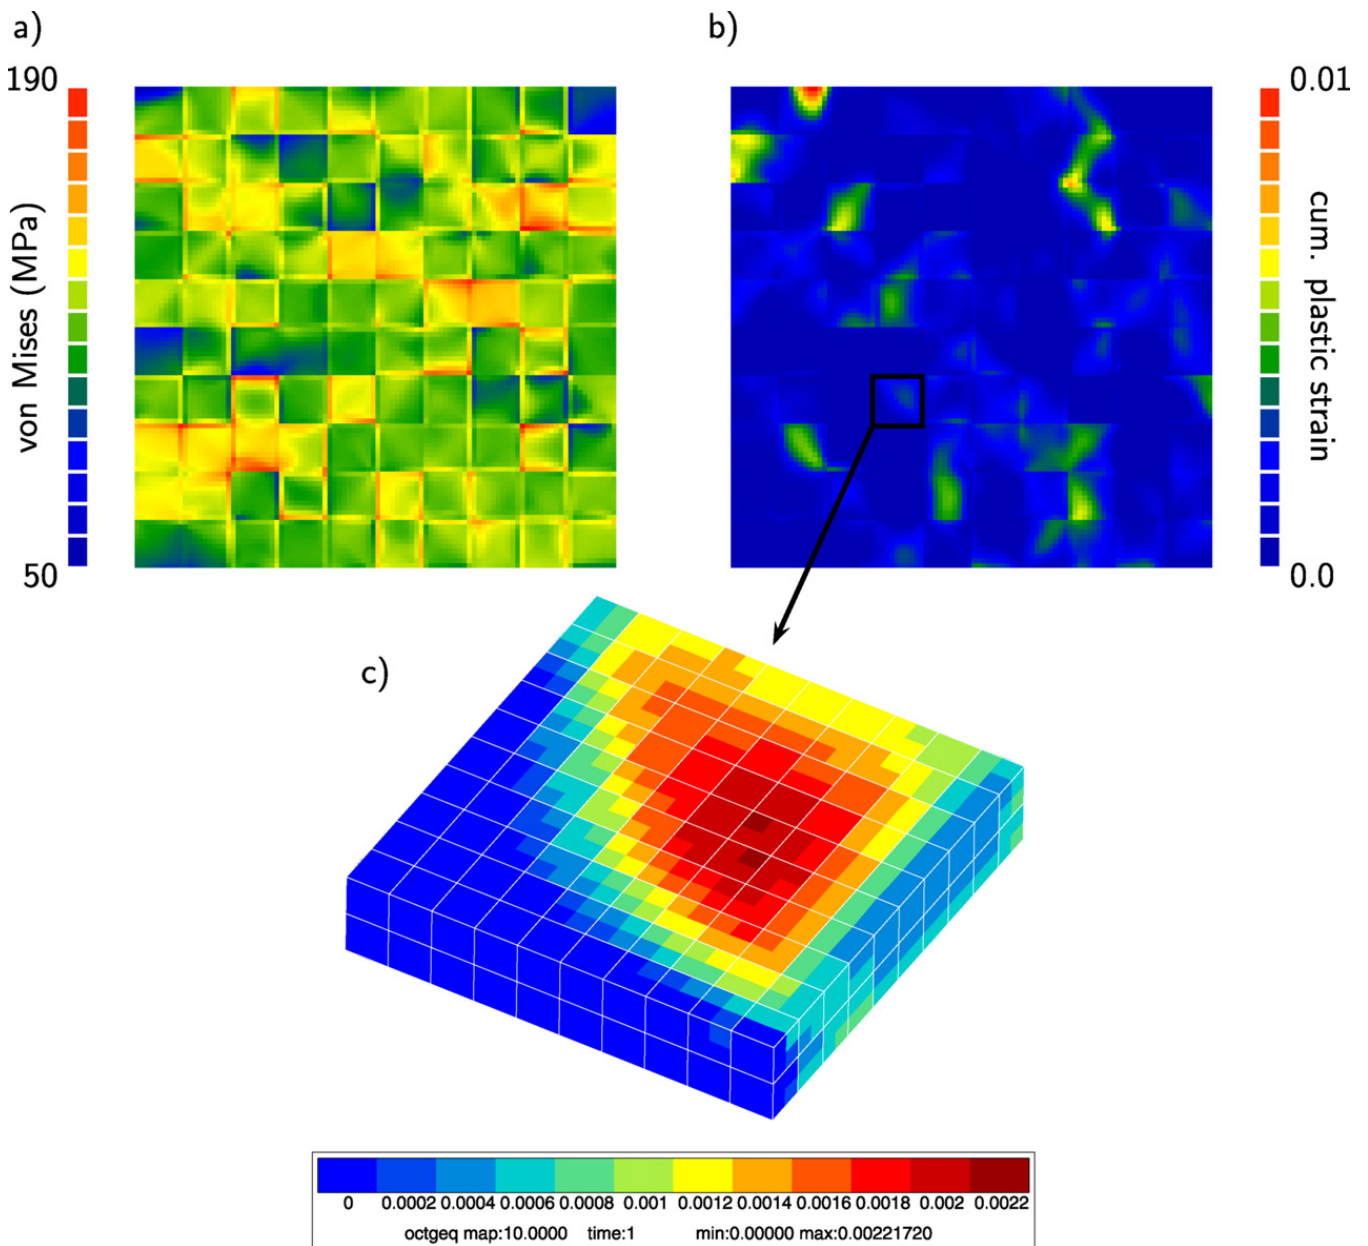 a)
b)
190
von Mises (MPa)
50
0.01
cum. plastic strain
0.0
c)
0 0.0002 0.0004 0.0006 0.0008 0.001 0.0012 0.0014 0.0016 0.0018 0.002 0.0022
octgeq map:10.0000 time:1 min:0.00000 max:0.00221720